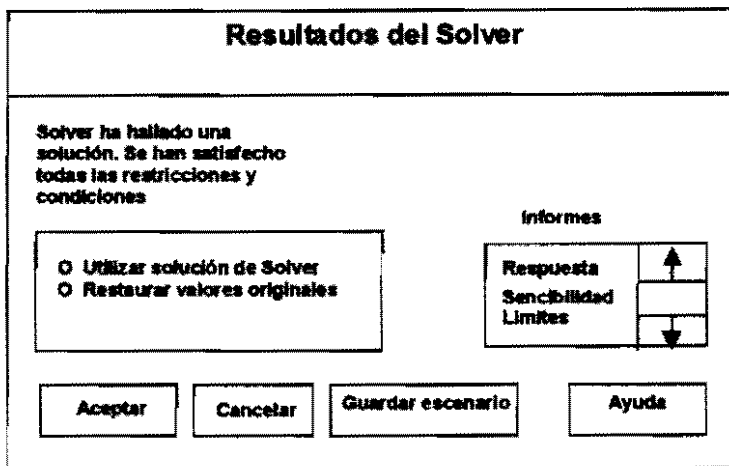 Resultados del Solver
Solver ha hallado una
solución. Se han satisfecho
todas las restricciones y
condiciones
Informes
O Utilizar solución de Solver
O Restaurar valores originales
Respuesta
Sencibilidad
Limites
Aceptar
Cancelar
Guardar escenario
Ayuda